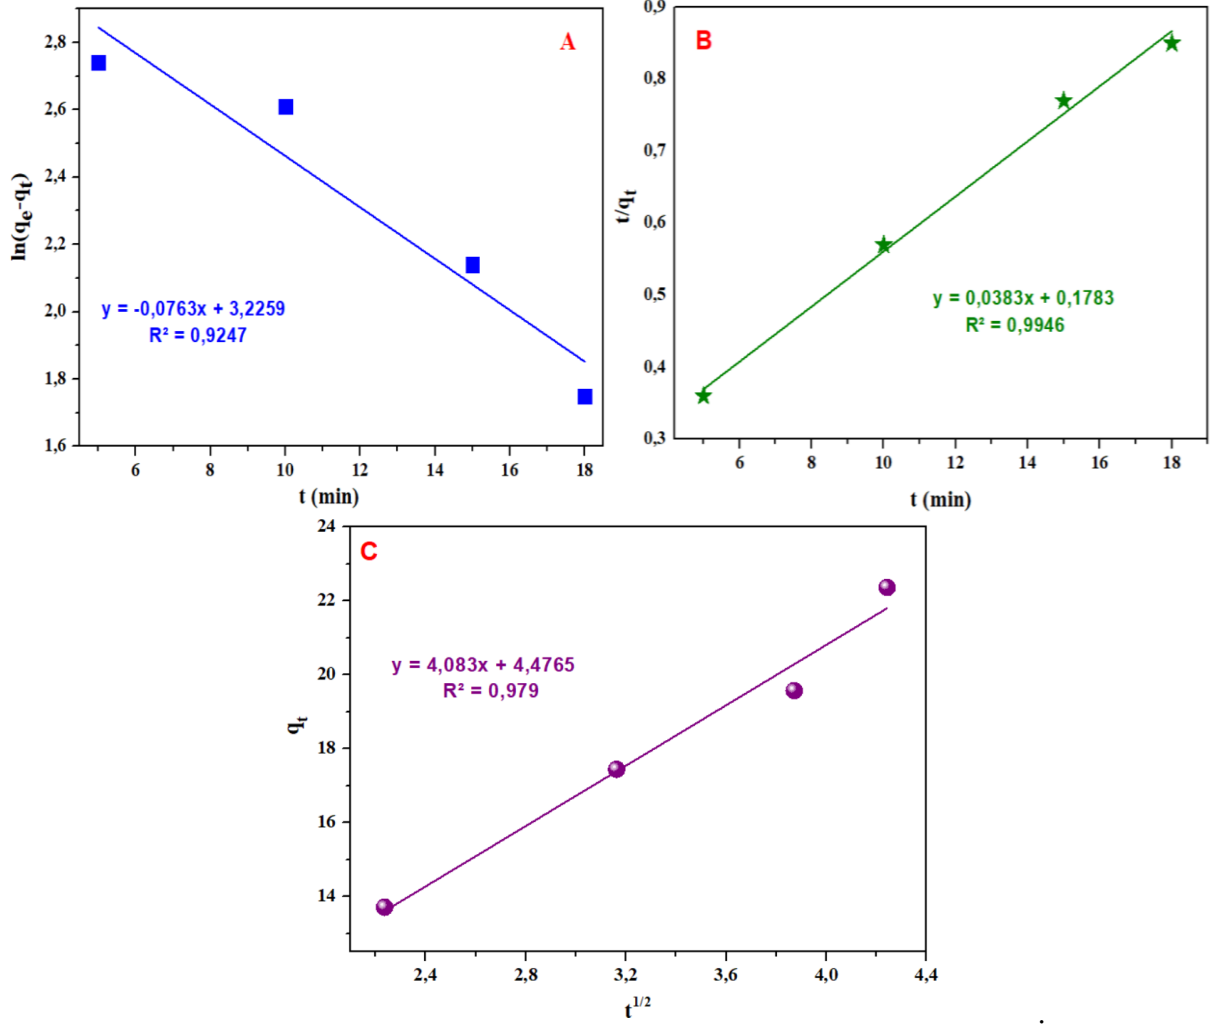 A
ln(qe-qt)
2,8
2,6
2,4
2,2
2,0
1,8
1,6
y = -0,0763x + 3,2259
R² = 0,9247
6 8 10 12 14 16 18
t (min)
B
t/qt
0,9
0,8
0,7
0,6
0,5
0,4
0,3
y = 0,0383x + 0,1783
R² = 0,9946
6 8 10 12 14 16 18
t (min)
C
qt
24
22
20
18
16
14
y = 4,083x + 4,4765
R² = 0,979
2,4 2,8 3,2 3,6 4,0 4,4
t1/2
.